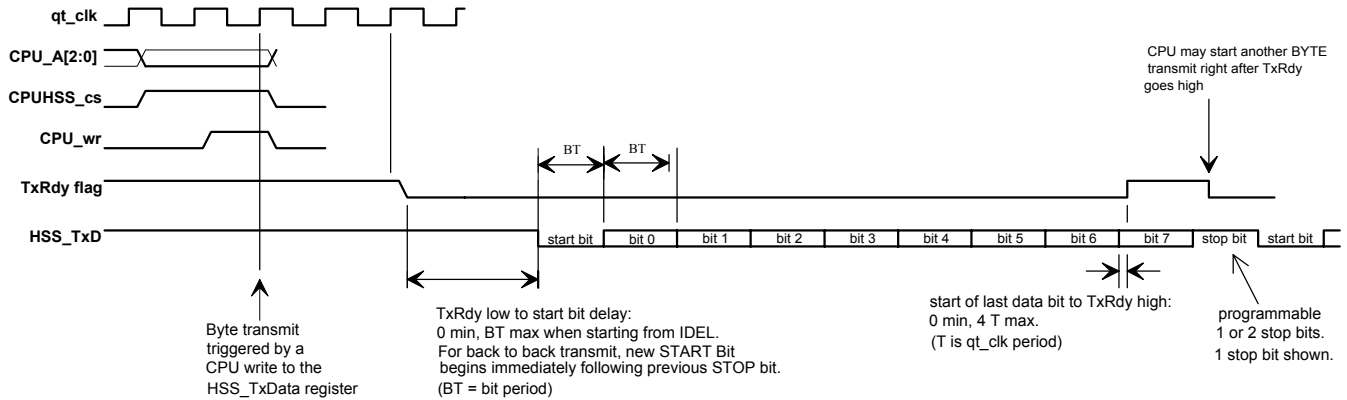 qt_clk
CPU_A[2:0]
CPUHSS_cs
CPU_wr
TxRdy flag
HSS_TxD
CPU may start another BYTE
transmit right after TxRdy
goes high
BT
BT
start bit
bit 0
bit 1
bit 2
bit 3
bit 4
bit 5
bit 6
bit 7
stop bit
start bit
Byte transmit
triggered by a
CPU write to the
HSS_TxData register
TxRdy low to start bit delay:
0 min, BT max when starting from IDEL.
For back to back transmit, new START Bit
begins immediately following previous STOP bit.
(BT = bit period)
start of last data bit to TxRdy high:
0 min, 4 T max.
(T is qt_clk period)
programmable
1 or 2 stop bits.
1 stop bit shown.